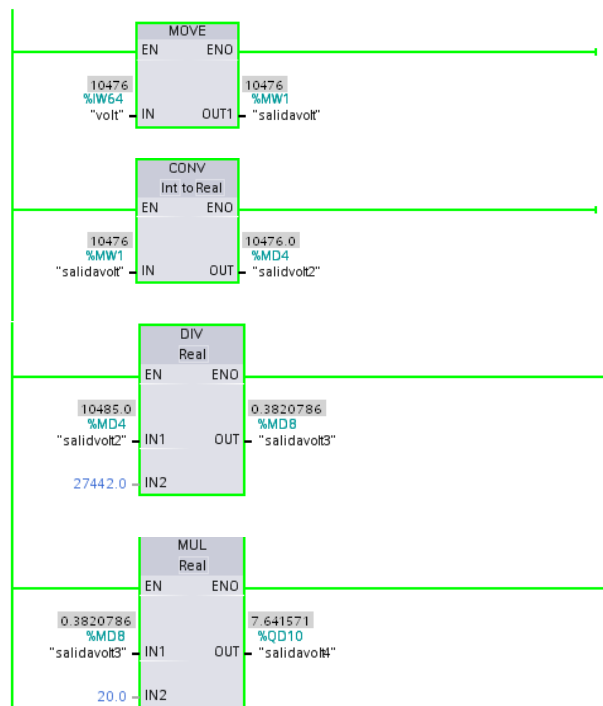 MOVE
EN ENO
10476 10476
%IW64 %MW1
"volt" IN OUT1 "salidavolt"
CONV
Int to Real
EN ENO
10476 10476.0
%MW1 %MD4
"salidavolt" IN OUT "salidvolt2"
DIV
Real
EN ENO
10485.0 0.3820786
%MD4 %MD8
"salidvolt2" IN1 OUT "salidavolt3"
27442.0 IN2
MUL
Real
EN ENO
0.3820786 7.641571
%MD8 %QD10
"salidavolt3" IN1 OUT "salidavolt4"
20.0 IN2